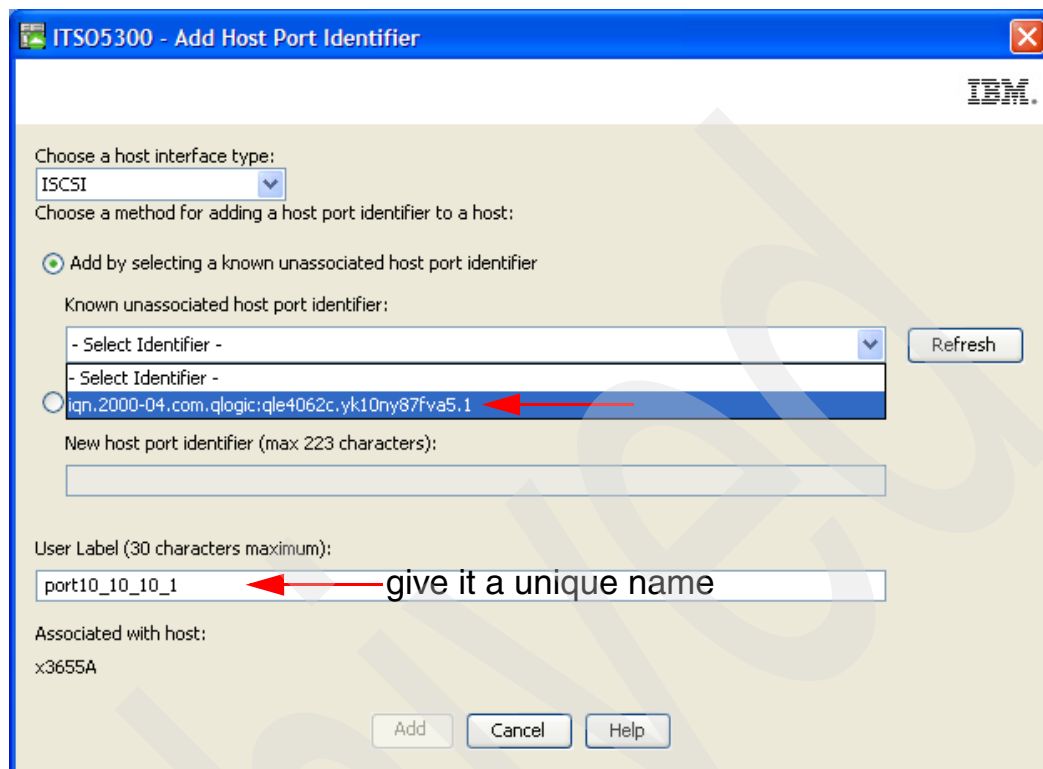 ITSO5300 - Add Host Port Identifier
IBM.
Choose a host interface type:
ISCSI
Choose a method for adding a host port identifier to a host:
Add by selecting a known unassociated host port identifier
Known unassociated host port identifier:
- Select Identifier -
Refresh
- Select Identifier -
iqn.2000-04.com.qlogic:qle4062c.yk10ny87fva5.1
New host port identifier (max 223 characters):
User Label (30 characters maximum):
port10_10_10_1
give it a unique name
Associated with host:
x3655A
Add
Cancel
Help